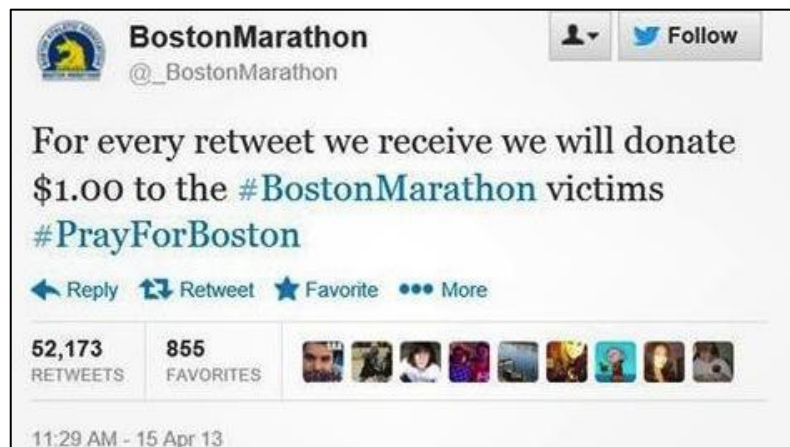 BostonMarathon
Follow
@_BostonMarathon
For every retweet we receive we will donate
$1.00 to the #BostonMarathon victims
#PrayForBoston
Reply Retweet Favorite More
52,173 855
RETWEETS FAVORITES
11:29 AM - 15 Apr 13